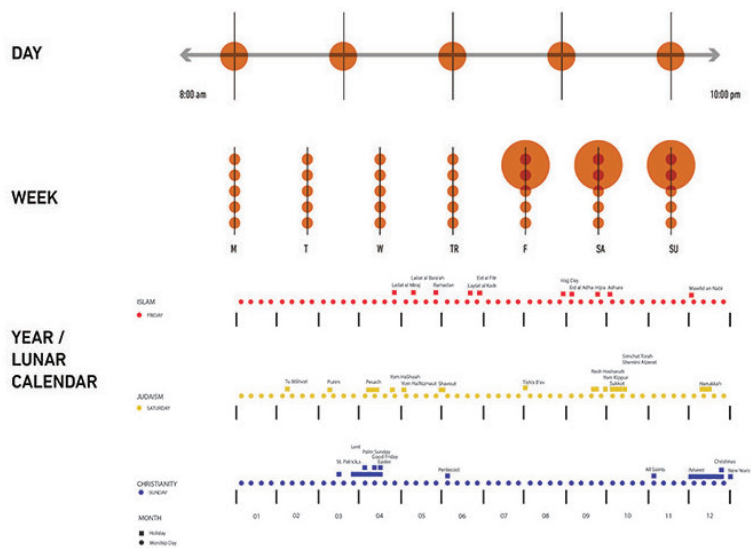 DAY
8:00 am
10:00 pm
WEEK
M T W TR F SA SU
YEAR /
LUNAR
CALENDAR
ISLAM
FRIDAY
Lailat al Miraj
Lailat al Bara'ah
Ramadan
Laylat al Kadr
Eid al Fitr
Hajj Day
Eid al Adha
Hijra
Ashura
Mawlid an Nabi
JUDAISM
SATURDAY
Tu BiShvat
Purim
Pesach
Yom HaShoah
Yom HaAtzmaut
Shavuot
Tish'a B'av
Rosh Hashanah
Yom Kippur
Sukkot
Simchat Torah
Shemini Atzeret
Hanukkah
CHRISTIANITY
SUNDAY
St. Patrick,s
Lent
Palm Sunday
Good Friday
Easter
Pentecost
All Saints
Advent
Christmas
New Years
01 02 03 04 05 06 07 08 09 10 11 12
MONTH
Holiday
Worship Day